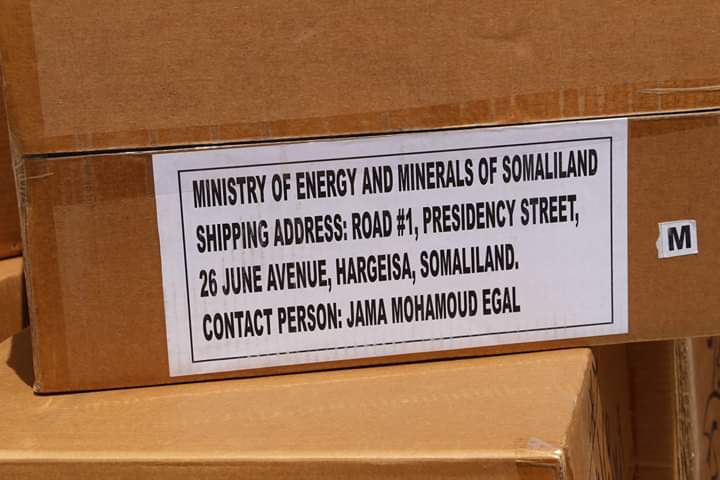 MINISTRY OF ENERGY AND MINERALS OF SOMALILAND
SHIPPING ADDRESS: ROAD #1, PRESIDENCY STREET,
26 JUNE AVENUE, HARGEISA, SOMALILAND.
CONTACT PERSON: JAMA MOHAMOUD EGAL
M